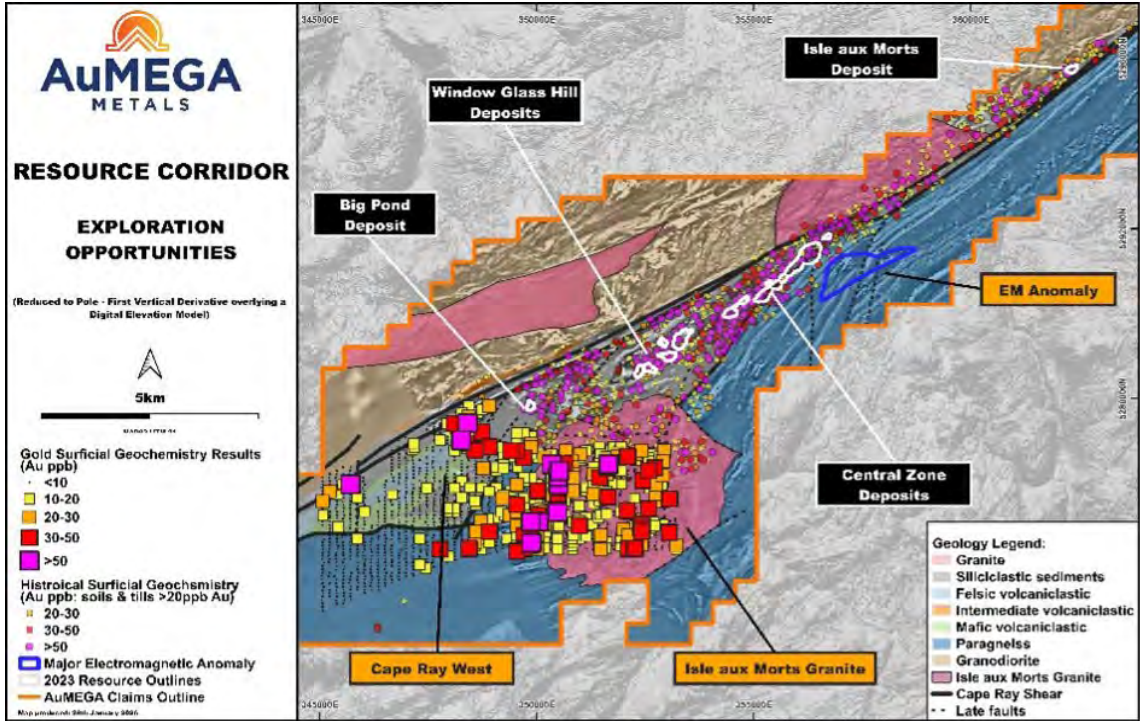 AuMEGA
METALS
RESOURCE CORRIDOR
EXPLORATION
OPPORTUNITIES
(Reduced to Pole - First Vertical Derivative overlying a
Digital Elevation Model)
5km
Gold Surficial Geochemistry Results
(Au ppb)
<10
10-20
20-30
30-50
>50
Histroical Surficial Geochsmistry
(Au ppb: soils & tills >20ppb Au)
20-30
30-50
>50
Major Electromagnetic Anomaly
2023 Resource Outlines
AuMEGA Claims Outline
345000E
350000E
355000E
360000E
Isle aux Morts
Deposit
Window Glass Hill
Deposits
Big Pond
Deposit
EM Anomaly
Central Zone
Deposits
Cape Ray West
Isle aux Morts Granite
Geology Legend:
Granite
Siliciclastic sediments
Felsic volcaniclastic
Intermediate volcaniclastic
Mafic volcaniclastic
Paragneiss
Granodiorite
Isle aux Morts Granite
Cape Ray Shear
Late faults
345000E
350000E
355000E
360000E